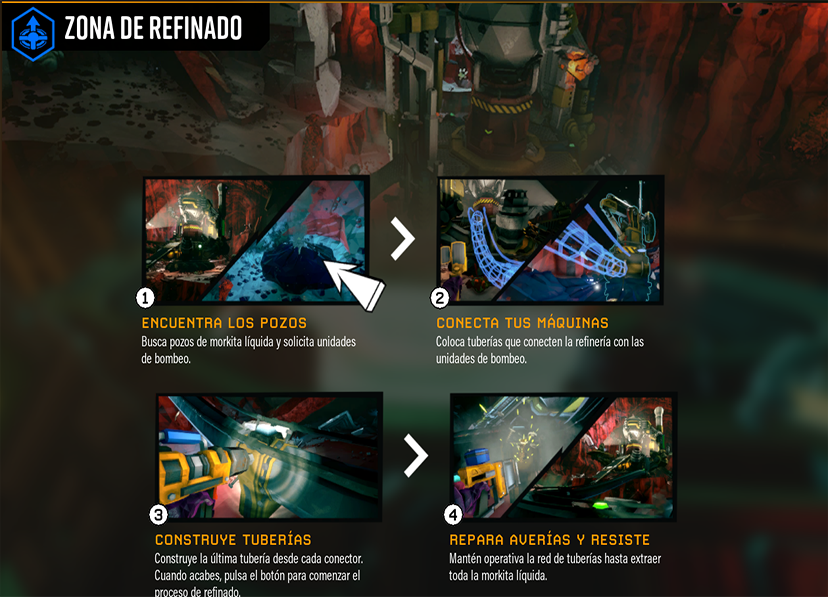 ZONA DE REFINADO
1
ENCUENTRA LOS POZOS
Busca pozos de morkita líquida y solicita unidades
de bombeo.
2
CONECTA TUS MÁQUINAS
Coloca tuberías que conecten la refinería con las
unidades de bombeo.
3
CONSTRUYE TUBERÍAS
Construye la última tubería desde cada conector.
Cuando acabes, pulsa el botón para comenzar el
proceso de refinado.
4
REPARA AVERÍAS Y RESISTE
Mantén operativa la red de tuberías hasta extraer
toda la morkita líquida.